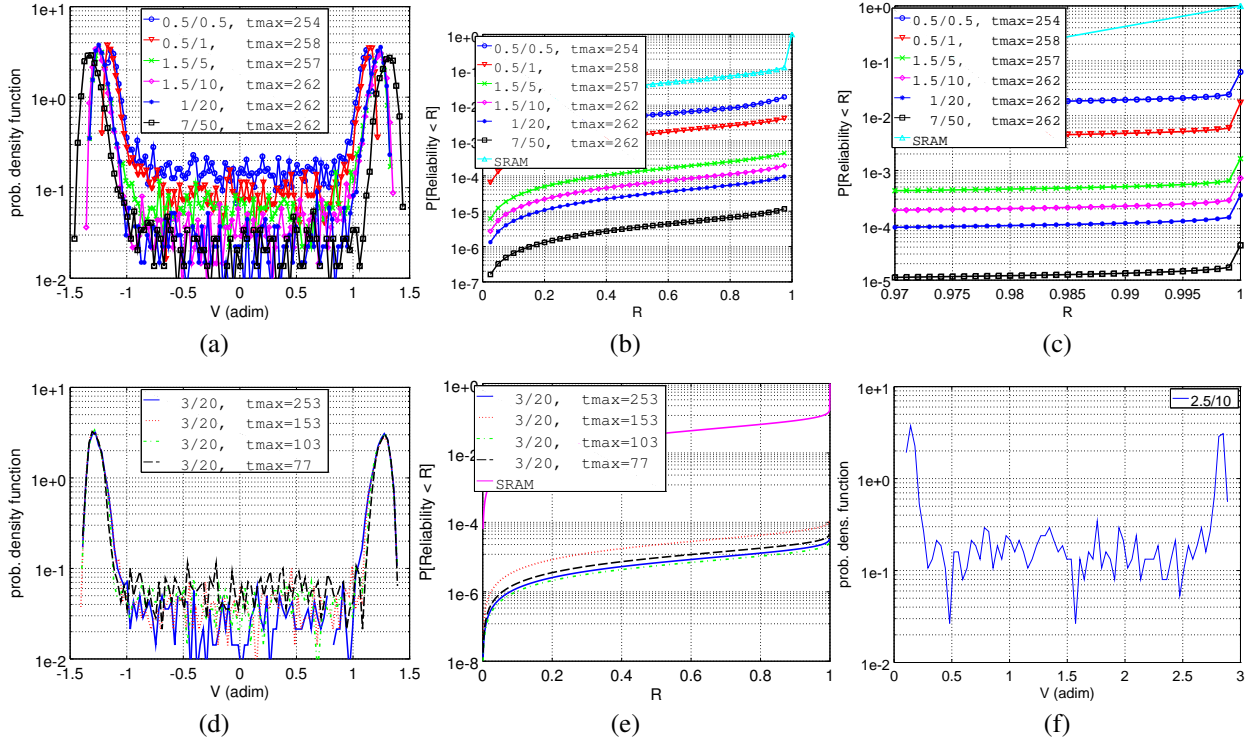 1e+1
1e+0
1e-1
1e-2
prob. density function
-1.5 -1 -0.5 0 0.5 1 1.5
V (adim)
0.5/0.5, tmax=254
0.5/1, tmax=258
1.5/5, tmax=257
1.5/10, tmax=262
1/20, tmax=262
7/50, tmax=262
(a)
1e+0
1e-1
1e-2
1e-3
1e-4
1e-5
1e-6
1e-7
P[Reliability < R]
0 0.2 0.4 0.6 0.8 1
R
0.5/0.5, tmax=254
0.5/1, tmax=258
1.5/5, tmax=257
1.5/10, tmax=262
1/20, tmax=262
7/50, tmax=262
SRAM
(b)
1e+0
1e-1
1e-2
1e-3
1e-4
1e-5
P[Reliability < R]
0.97 0.975 0.98 0.985 0.99 0.995 1
R
0.5/0.5, tmax=254
0.5/1, tmax=258
1.5/5, tmax=257
1.5/10, tmax=262
1/20, tmax=262
7/50, tmax=262
SRAM
(c)
1e+1
1e+0
1e-1
1e-2
prob. density function
-1.5 -1 -0.5 0 0.5 1 1.5
V (adim)
3/20, tmax=253
3/20, tmax=153
3/20, tmax=103
3/20, tmax=77
(d)
1e+0
1e-2
1e-4
1e-6
1e-8
P[Reliability < R]
0 0.2 0.4 0.6 0.8 1
R
3/20, tmax=253
3/20, tmax=153
3/20, tmax=103
3/20, tmax=77
SRAM
(e)
1e+1
1e+0
1e-1
1e-2
prob. dens. function
0 0.5 1 1.5 2 2.5 3
V (adim)
2.5/10
(f)